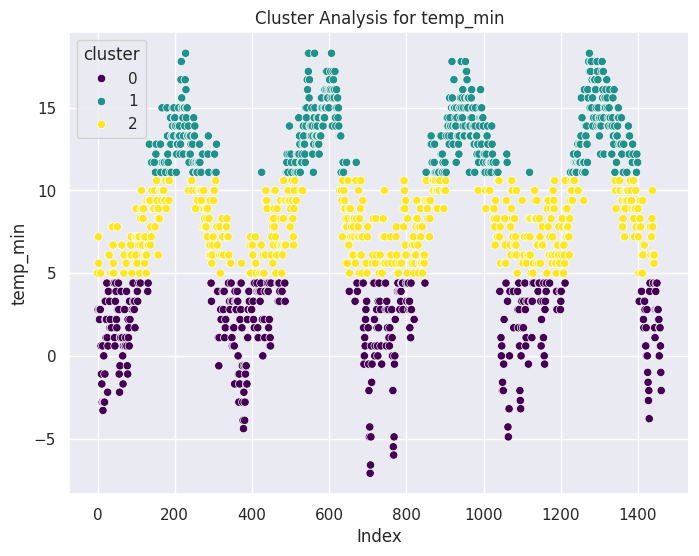 Cluster Analysis for temp_min
cluster
0
1
2
temp_min
15
10
5
0
−5
0 200 400 600 800 1000 1200 1400
Index